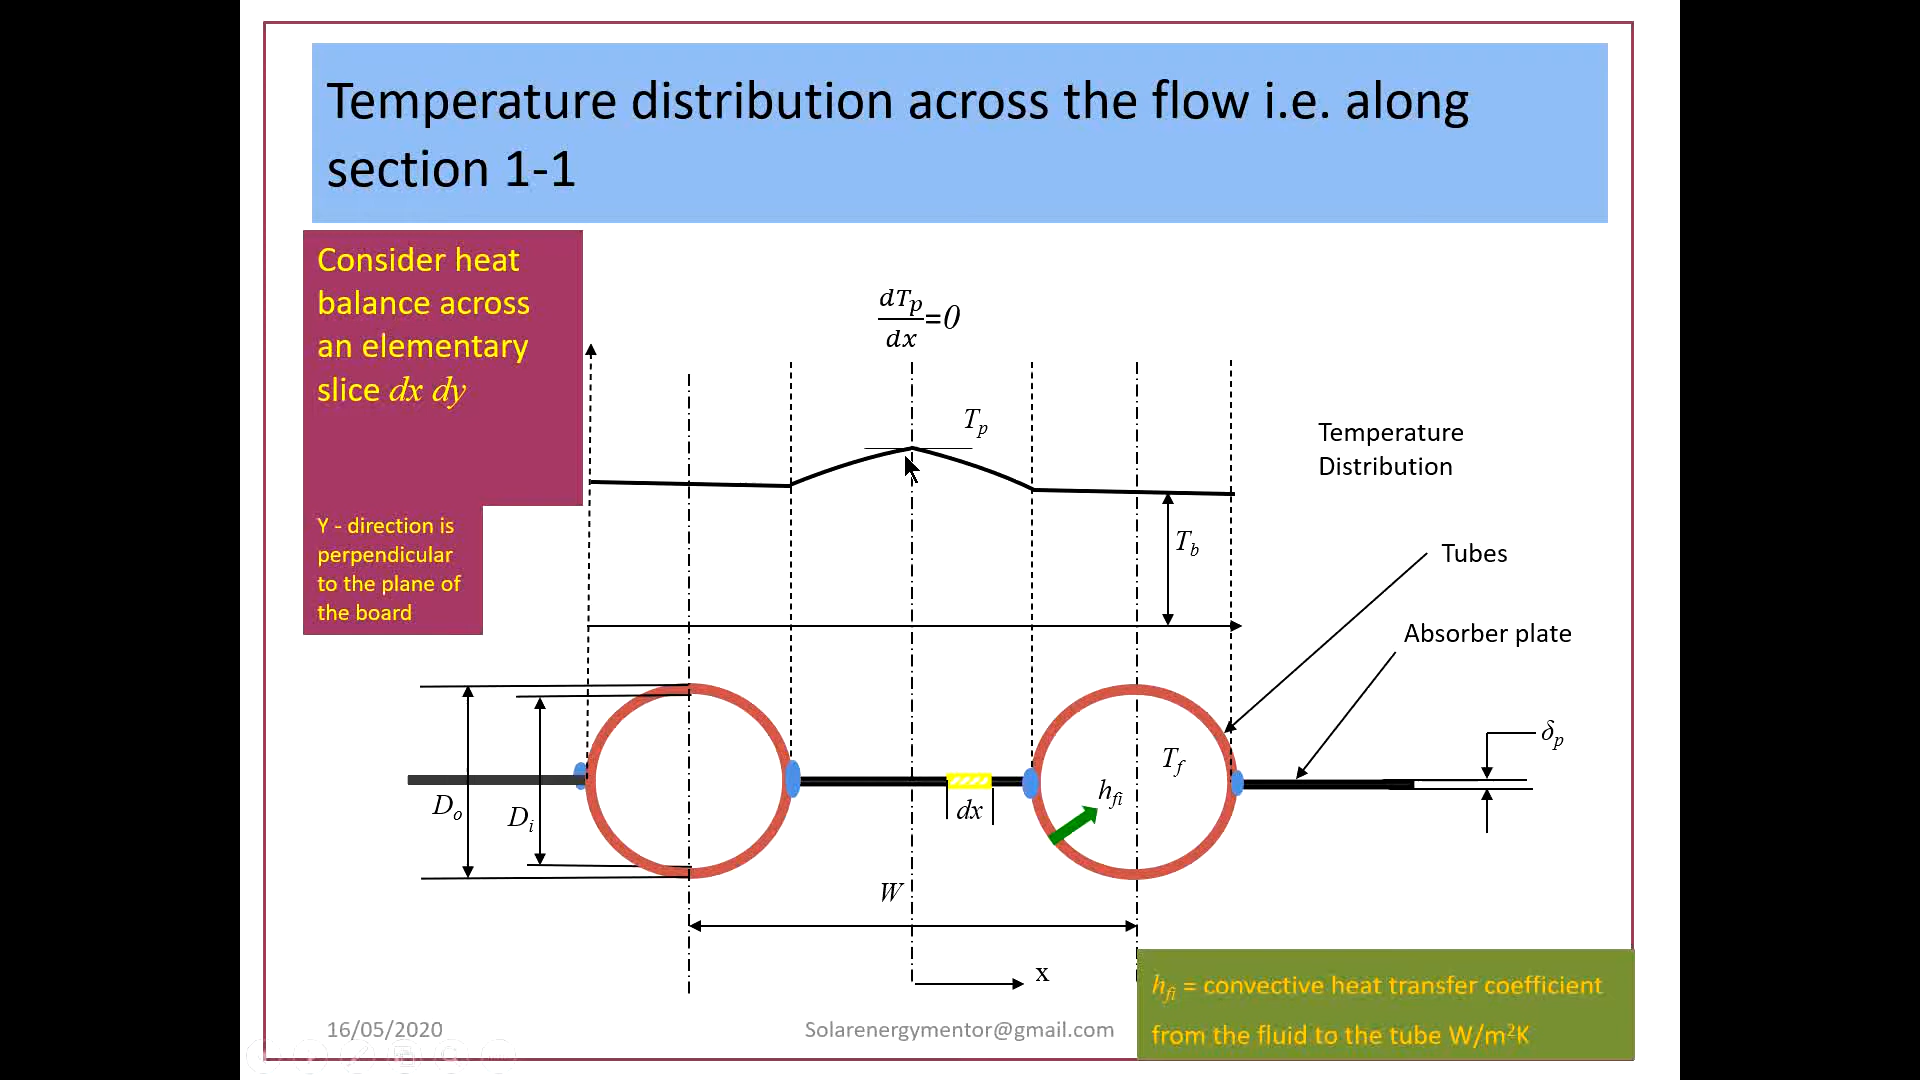 Temperature distribution across the flow i.e. along
section 1-1
Consider heat
balance across
an elementary
slice dx dy
Y - direction is
perpendicular
to the plane of
the board
dTp
dx
=0
Tp
Temperature
Distribution
Tb
Tubes
Absorber plate
δp
Tf
hfi
Do
Di
dx
W
x
hfi = convective heat transfer coefficient
from the fluid to the tube W/m²K
16/05/2020
Solarenergymentor@gmail.com